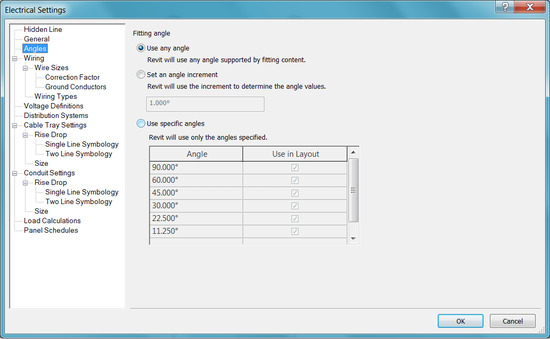 Electrical Settings
Hidden Line
General
Angles
Wiring
Wire Sizes
Correction Factor
Ground Conductors
Wiring Types
Voltage Definitions
Distribution Systems
Cable Tray Settings
Rise Drop
Single Line Symbology
Two Line Symbology
Size
Conduit Settings
Rise Drop
Single Line Symbology
Two Line Symbology
Size
Load Calculations
Panel Schedules
Fitting angle
Use any angle
Revit will use any angle supported by fitting content.
Set an angle increment
Revit will use the increment to determine the angle values.
1.000°
Use specific angles
Revit will use only the angles specified.
Angle Use in Layout
90.000°
60.000°
45.000°
30.000°
22.500°
11.250°
OK Cancel